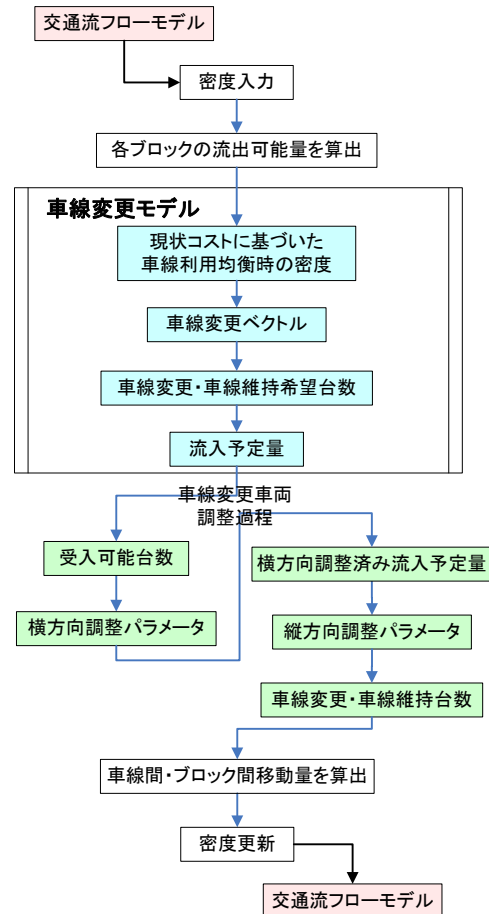 交通流フローモデル
密度入力
各ブロックの流出可能量を算出
車線変更モデル
現状コストに基づいた
車線利用均衡時の密度
車線変更ベクトル
車線変更・車線維持希望台数
流入予定量
車線変更車両
調整過程
受入可能台数
横方向調整パラメータ
横方向調整済み流入予定量
縦方向調整パラメータ
車線変更・車線維持台数
車線間・ブロック間移動量を算出
密度更新
交通流フローモデル